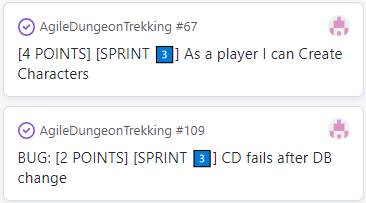 AgileDungeonTrekking #67
[4 POINTS] [SPRINT 3️⃣] As a player I can Create
Characters
AgileDungeonTrekking #109
BUG: [2 POINTS] [SPRINT 3️⃣] CD fails after DB
change